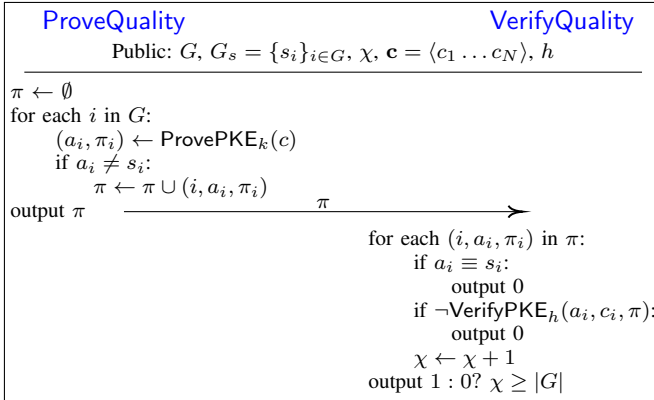 ProveQuality VerifyQuality
Public: G, G_s = {s_i}_{i∈G}, χ, c = ⟨c_1 … c_N⟩, h
π ← ∅
for each i in G:
(a_i, π_i) ← ProvePKE_k(c)
if a_i ≠ s_i:
π ← π ∪ (i, a_i, π_i)
output π
π
for each (i, a_i, π_i) in π:
if a_i ≡ s_i:
output 0
if ¬VerifyPKE_h(a_i, c_i, π):
output 0
χ ← χ + 1
output 1 : 0? χ ≥ |G|